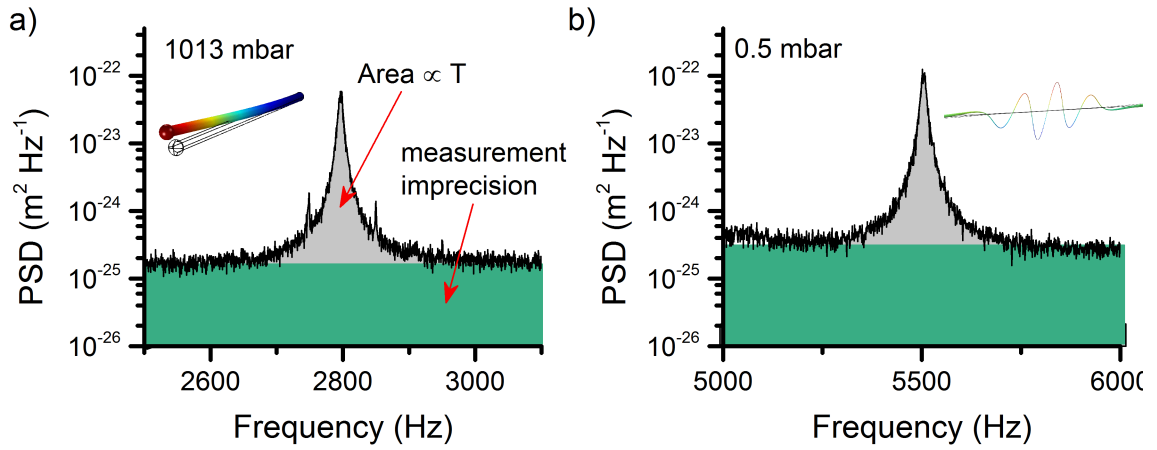 a)
1013 mbar
Area ∝ T
measurement
imprecision
10⁻²²
10⁻²³
10⁻²⁴
10⁻²⁵
10⁻²⁶
PSD (m² Hz⁻¹)
2600 2800 3000
Frequency (Hz)
b)
0.5 mbar
10⁻²²
10⁻²³
10⁻²⁴
10⁻²⁵
10⁻²⁶
PSD (m² Hz⁻¹)
5000 5500 6000
Frequency (Hz)